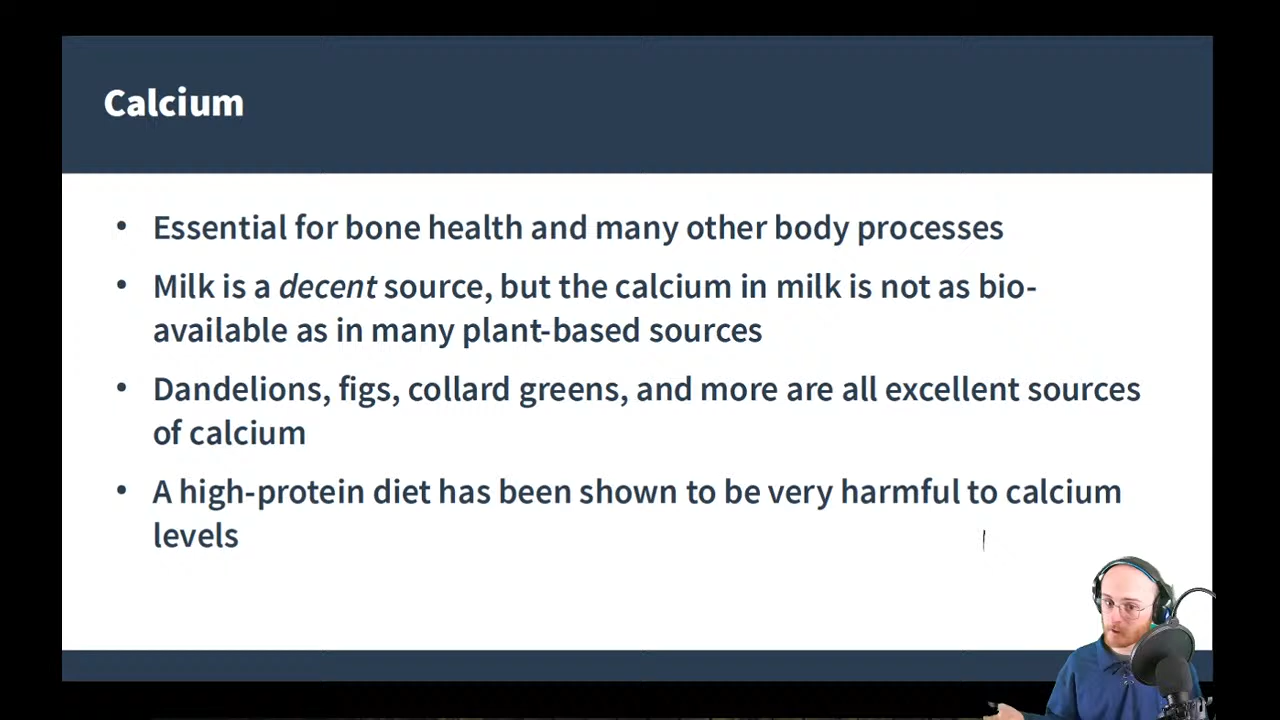 Calcium
• Essential for bone health and many other body processes
• Milk is a decent source, but the calcium in milk is not as bio-
available as in many plant-based sources
• Dandelions, figs, collard greens, and more are all excellent sources
of calcium
• A high-protein diet has been shown to be very harmful to calcium
levels